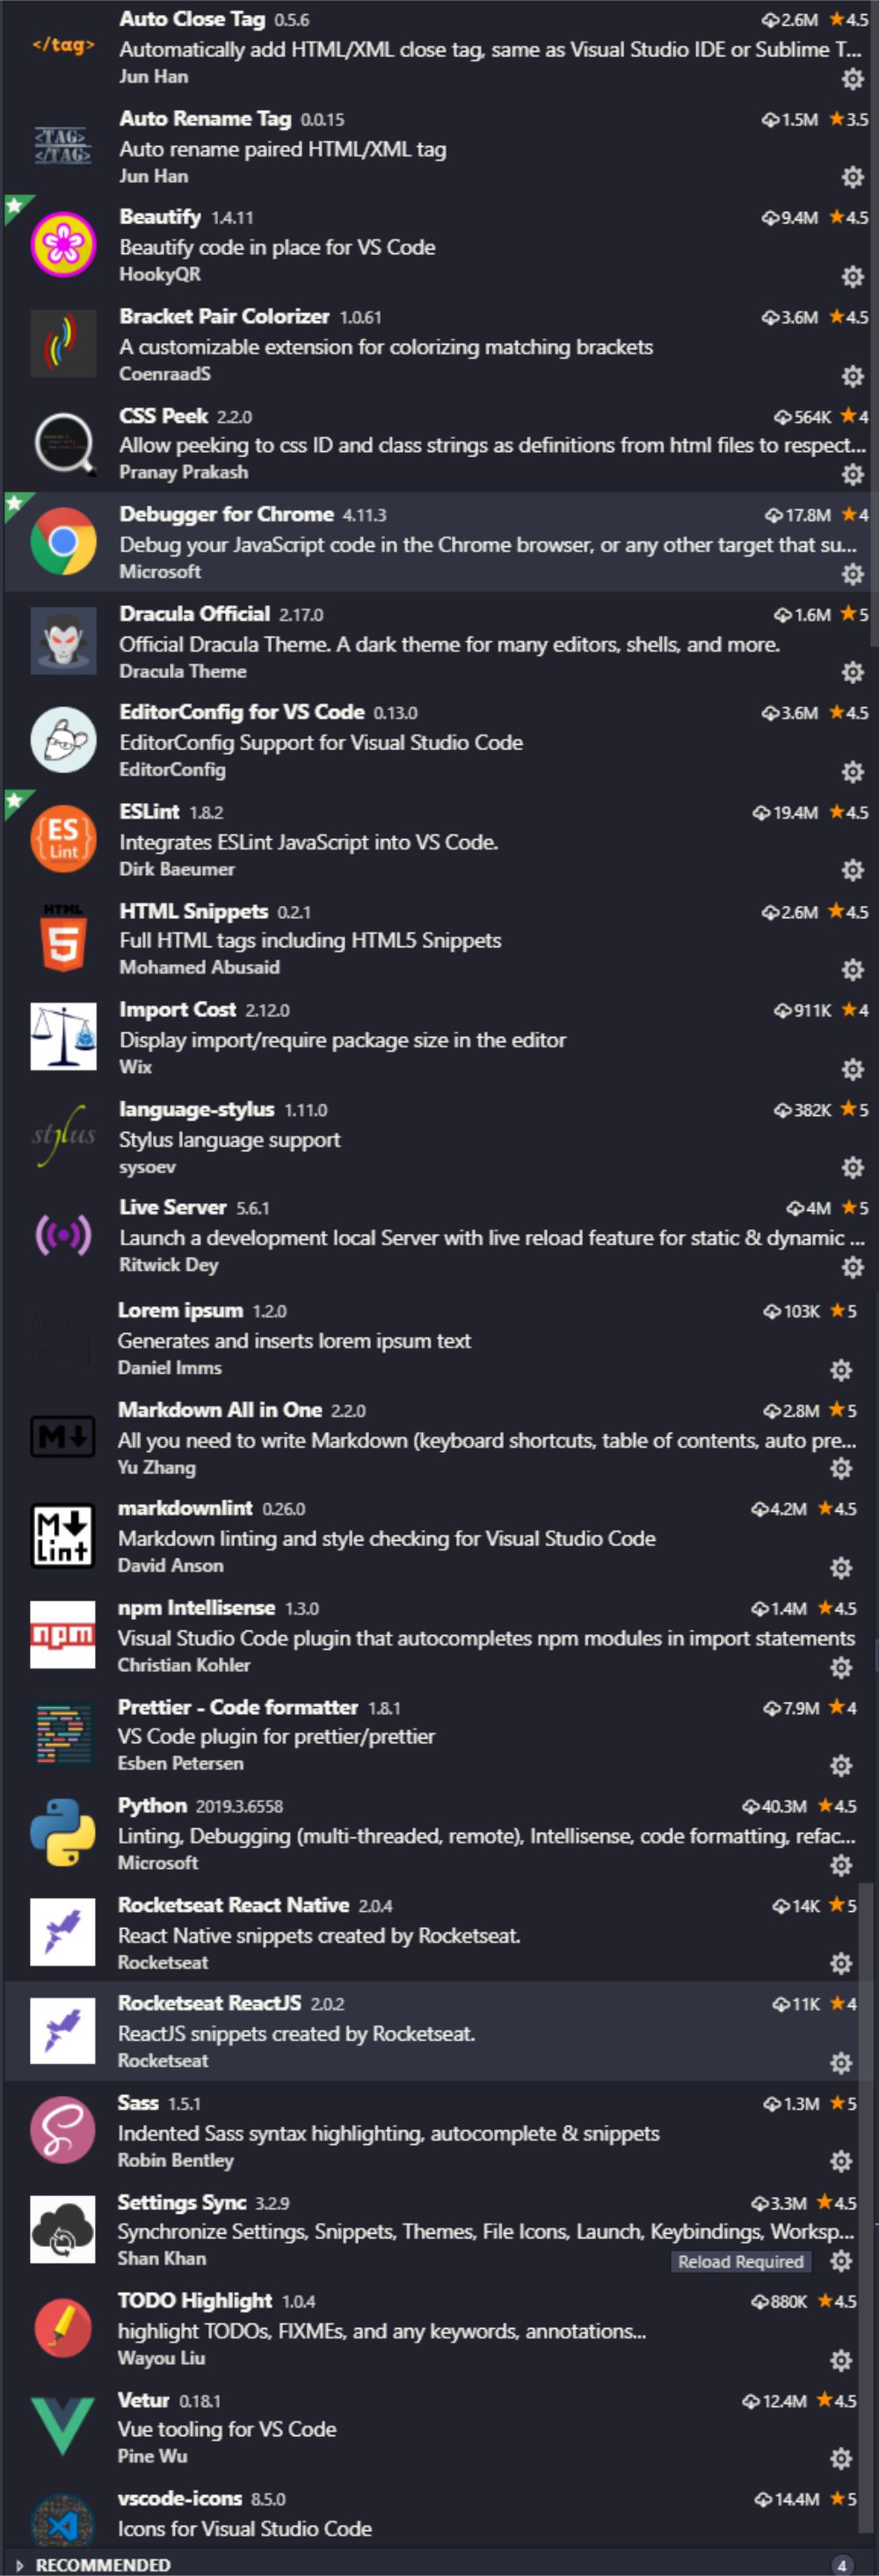 </tag>
Auto Close Tag 0.5.6 2.6M 4.5
Automatically add HTML/XML close tag, same as Visual Studio IDE or Sublime T...
Jun Han
<TAG>
</TAG>
Auto Rename Tag 0.0.15 1.5M 3.5
Auto rename paired HTML/XML tag
Jun Han
Beautify 1.4.11 9.4M 4.5
Beautify code in place for VS Code
HookyQR
Bracket Pair Colorizer 1.0.61 3.6M 4.5
A customizable extension for colorizing matching brackets
CoenraadS
CSS Peek 2.2.0 564K 4
Allow peeking to css ID and class strings as definitions from html files to respect...
Pranay Prakash
Debugger for Chrome 4.11.3 17.8M 4
Debug your JavaScript code in the Chrome browser, or any other target that su...
Microsoft
Dracula Official 2.17.0 1.6M 5
Official Dracula Theme. A dark theme for many editors, shells, and more.
Dracula Theme
EditorConfig for VS Code 0.13.0 3.6M 4.5
EditorConfig Support for Visual Studio Code
EditorConfig
{ES
Lint}
ESLint 1.8.2 19.4M 4.5
Integrates ESLint JavaScript into VS Code.
Dirk Baeumer
HTML
5
HTML Snippets 0.2.1 2.6M 4.5
Full HTML tags including HTML5 Snippets
Mohamed Abusaid
Import Cost 2.12.0 911K 4
Display import/require package size in the editor
Wix
stylus
language-stylus 1.11.0 382K 5
Stylus language support
sysoev
Live Server 5.6.1 4M 5
Launch a development local Server with live reload feature for static & dynamic ...
Ritwick Dey
Lorem ipsum 1.2.0 103K 5
Generates and inserts lorem ipsum text
Daniel Imms
M
Markdown All in One 2.2.0 2.8M 5
All you need to write Markdown (keyboard shortcuts, table of contents, auto pre...
Yu Zhang
M
Lint
markdownlint 0.26.0 4.2M 4.5
Markdown linting and style checking for Visual Studio Code
David Anson
npm
npm Intellisense 1.3.0 1.4M 4.5
Visual Studio Code plugin that autocompletes npm modules in import statements
Christian Kohler
Prettier - Code formatter 1.8.1 7.9M 4
VS Code plugin for prettier/prettier
Esben Petersen
Python 2019.3.6558 40.3M 4.5
Linting, Debugging (multi-threaded, remote), Intellisense, code formatting, refac...
Microsoft
Rocketseat React Native 2.0.4 14K 5
React Native snippets created by Rocketseat.
Rocketseat
Rocketseat ReactJS 2.0.2 11K 4
ReactJS snippets created by Rocketseat.
Rocketseat
Sass 1.5.1 1.3M 5
Indented Sass syntax highlighting, autocomplete & snippets
Robin Bentley
Settings Sync 3.2.9 3.3M 4.5
Synchronize Settings, Snippets, Themes, File Icons, Launch, Keybindings, Worksp...
Shan Khan Reload Required
TODO Highlight 1.0.4 880K 4.5
highlight TODOs, FIXMEs, and any keywords, annotations...
Wayou Liu
Vetur 0.18.1 12.4M 4.5
Vue tooling for VS Code
Pine Wu
vscode-icons 8.5.0 14.4M 5
Icons for Visual Studio Code
RECOMMENDED 4